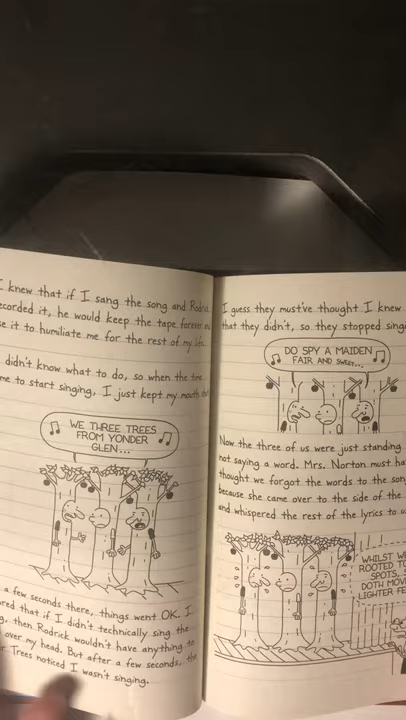 I knew that if I sang the song and Rodrick
recorded it, he would keep the tape forever and
use it to humiliate me for the rest of my life.
didn't know what to do, so when the time
me to start singing, I just kept my mouth shut.
WE THREE TREES
FROM YONDER
GLEN...
a few seconds there, things went OK. I
that if I didn't technically sing the
then Rodrick wouldn't have anything to
over my head. But after a few seconds, the
Trees noticed I wasn't singing.
I guess they must've thought I knew
that they didn't, so they stopped
DO SPY A MAIDEN
FAIR AND SWEET...
Now the three of us were just standing
not saying a word. Mrs. Norton must
thought we forgot the words to the
because she came over to the side of the
and whispered the rest of the lyrics to
WHILST WE
ROOTED TO
SPOTS,
DOTH MOVE
LIGHTER